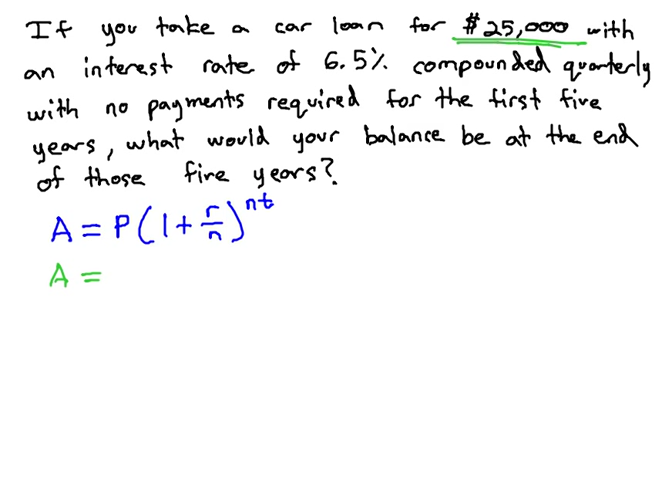 If you take a car loan for $25,000 with
an interest rate of 6.5% compounded quarterly
with no payments required for the first five
years, what would your balance be at the end
of those five years?
A = P(1 + r/n)^nt
A =